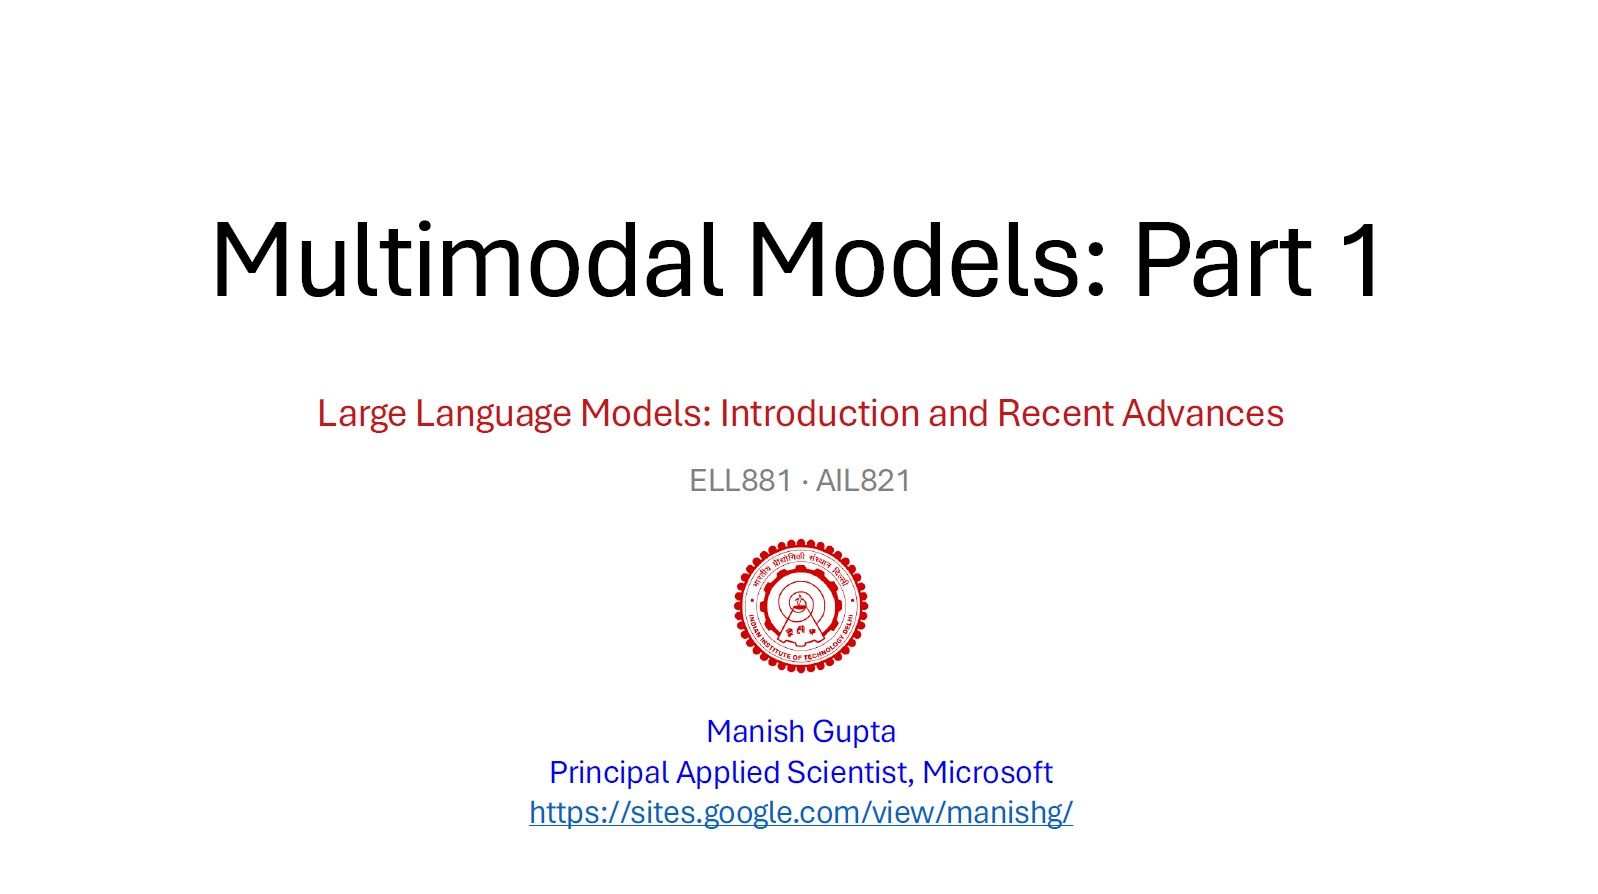 Multimodal Models: Part 1
Large Language Models: Introduction and Recent Advances
ELL881 · AIL821
भारतीय प्रौद्योगिकी संस्थान दिल्ली
INDIAN INSTITUTE OF TECHNOLOGY DELHI
Manish Gupta
Principal Applied Scientist, Microsoft
https://sites.google.com/view/manishg/